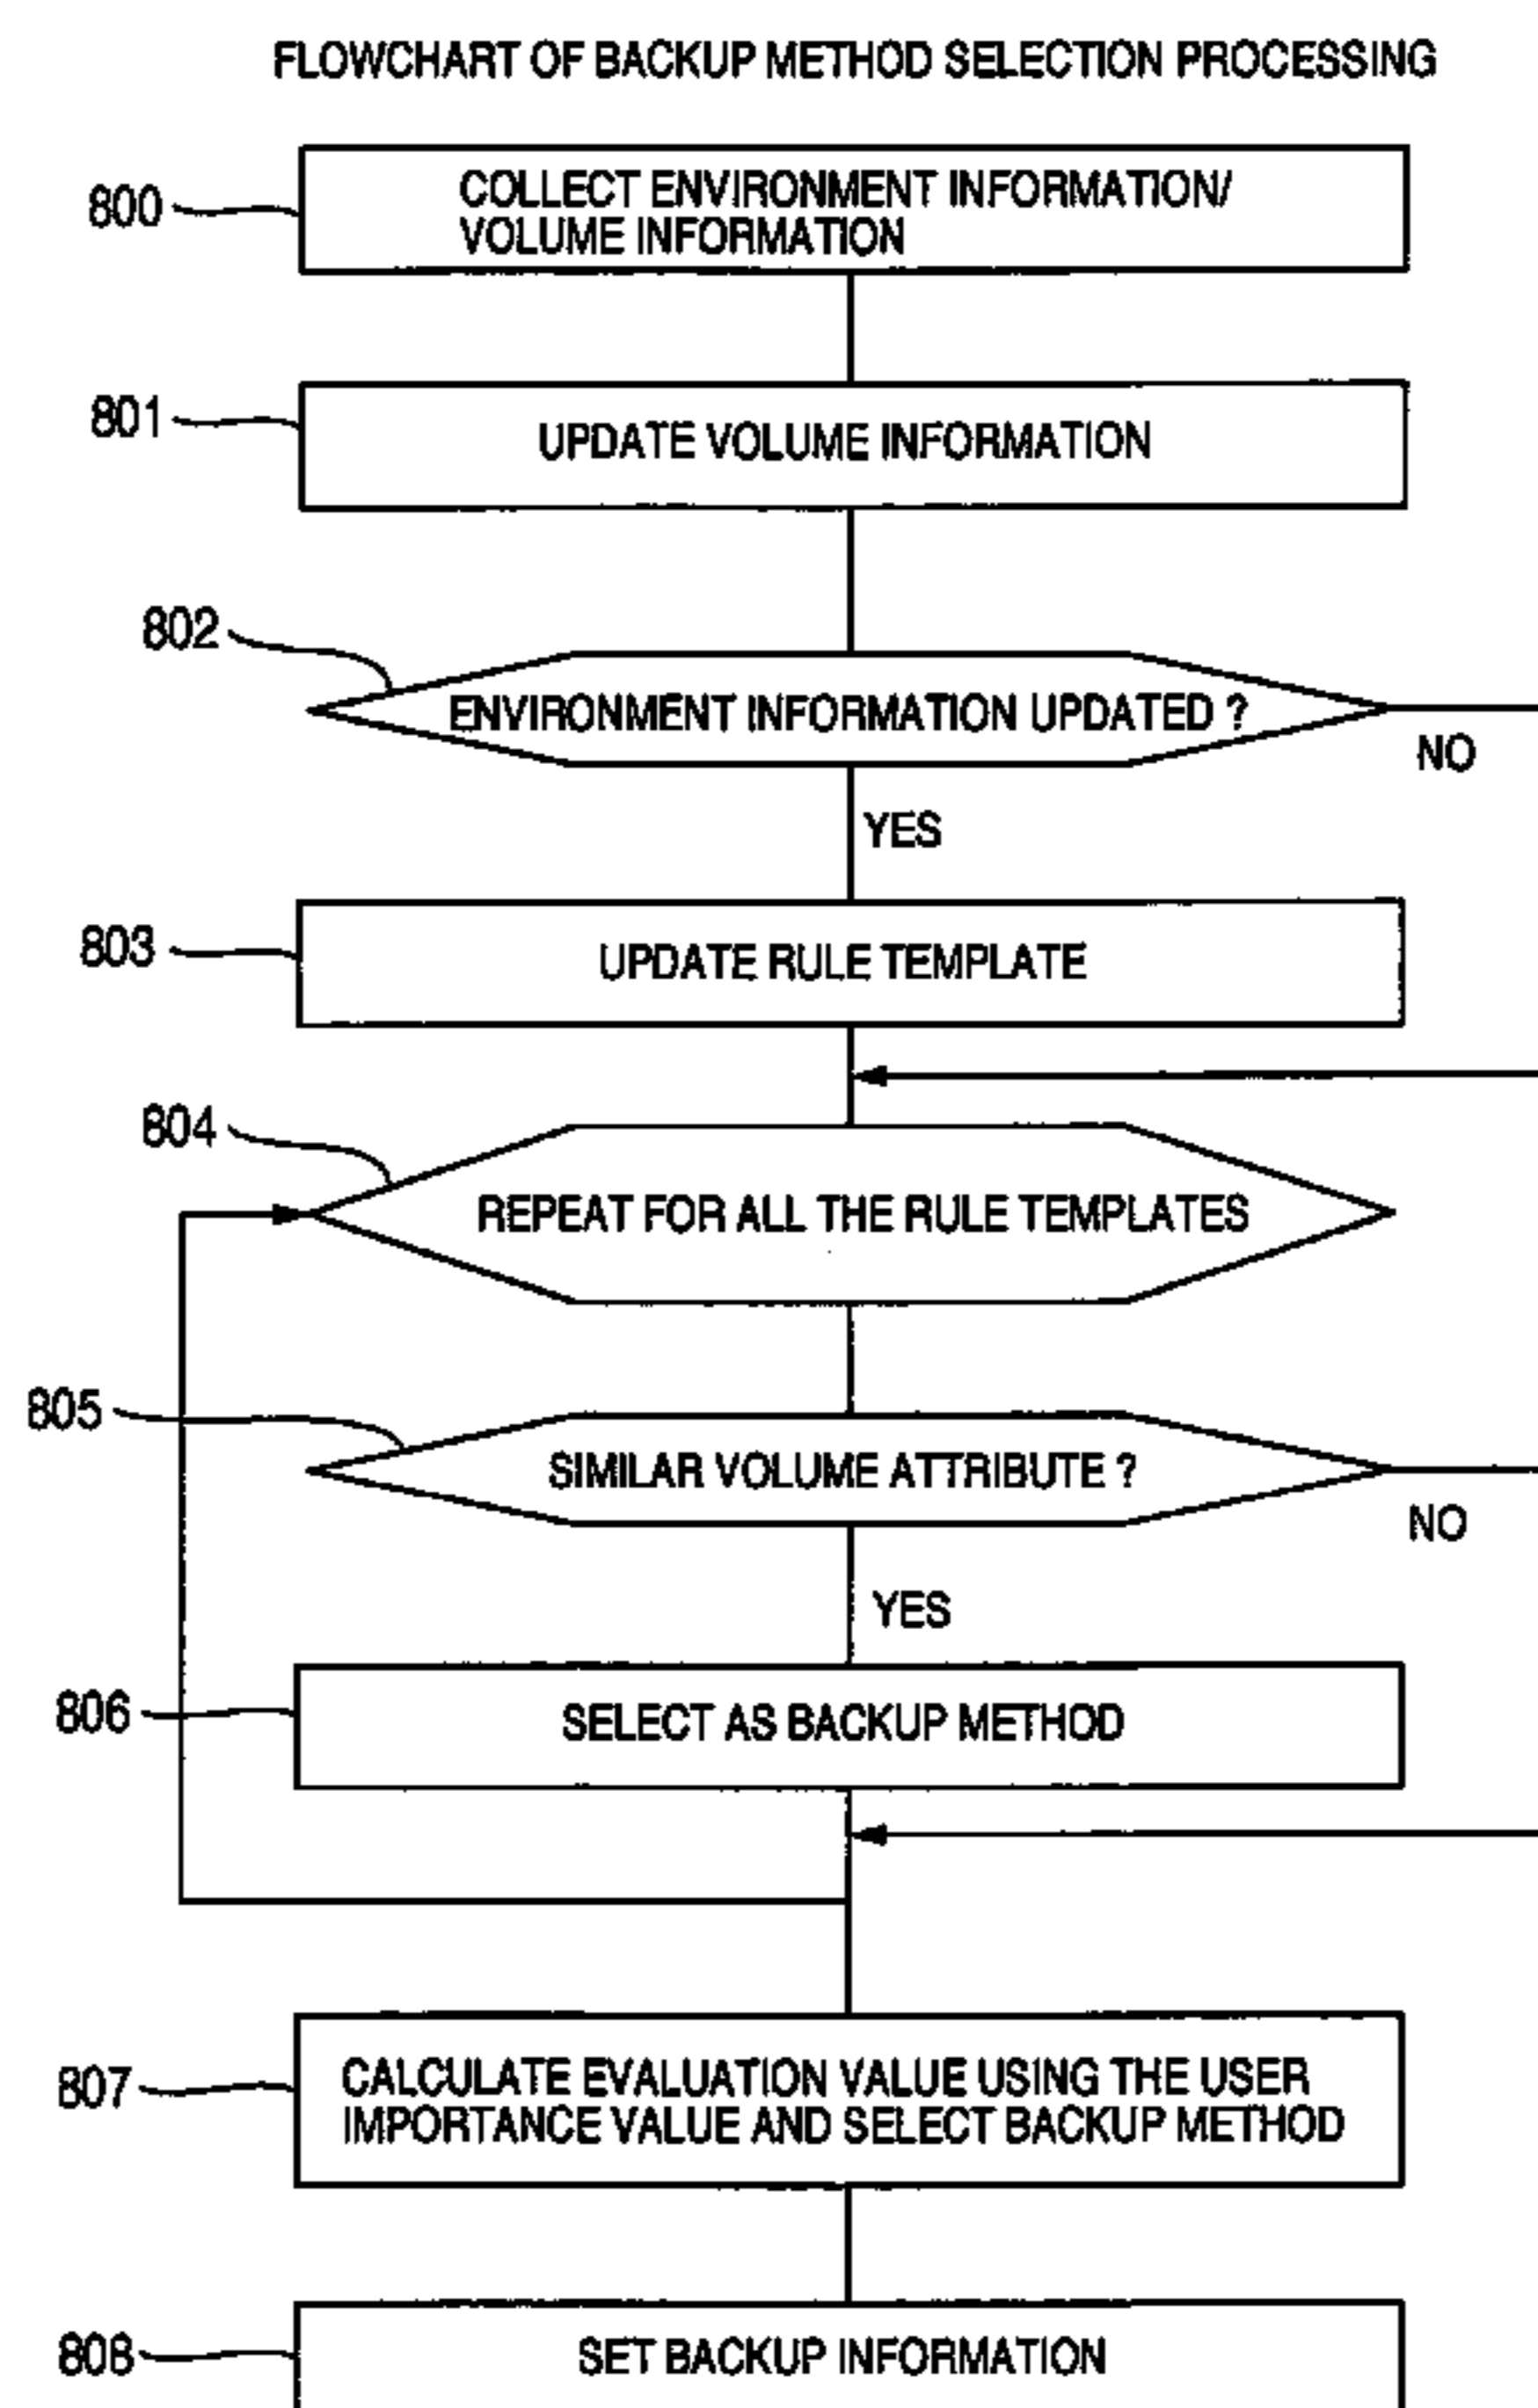 FLOWCHART OF BACKUP METHOD SELECTION PROCESSING
800
COLLECT ENVIRONMENT INFORMATION/
VOLUME INFORMATION
801
UPDATE VOLUME INFORMATION
802
ENVIRONMENT INFORMATION UPDATED ?
NO
YES
803
UPDATE RULE TEMPLATE
804
REPEAT FOR ALL THE RULE TEMPLATES
805
SIMILAR VOLUME ATTRIBUTE ?
NO
YES
806
SELECT AS BACKUP METHOD
807
CALCULATE EVALUATION VALUE USING THE USER
IMPORTANCE VALUE AND SELECT BACKUP METHOD
808
SET BACKUP INFORMATION